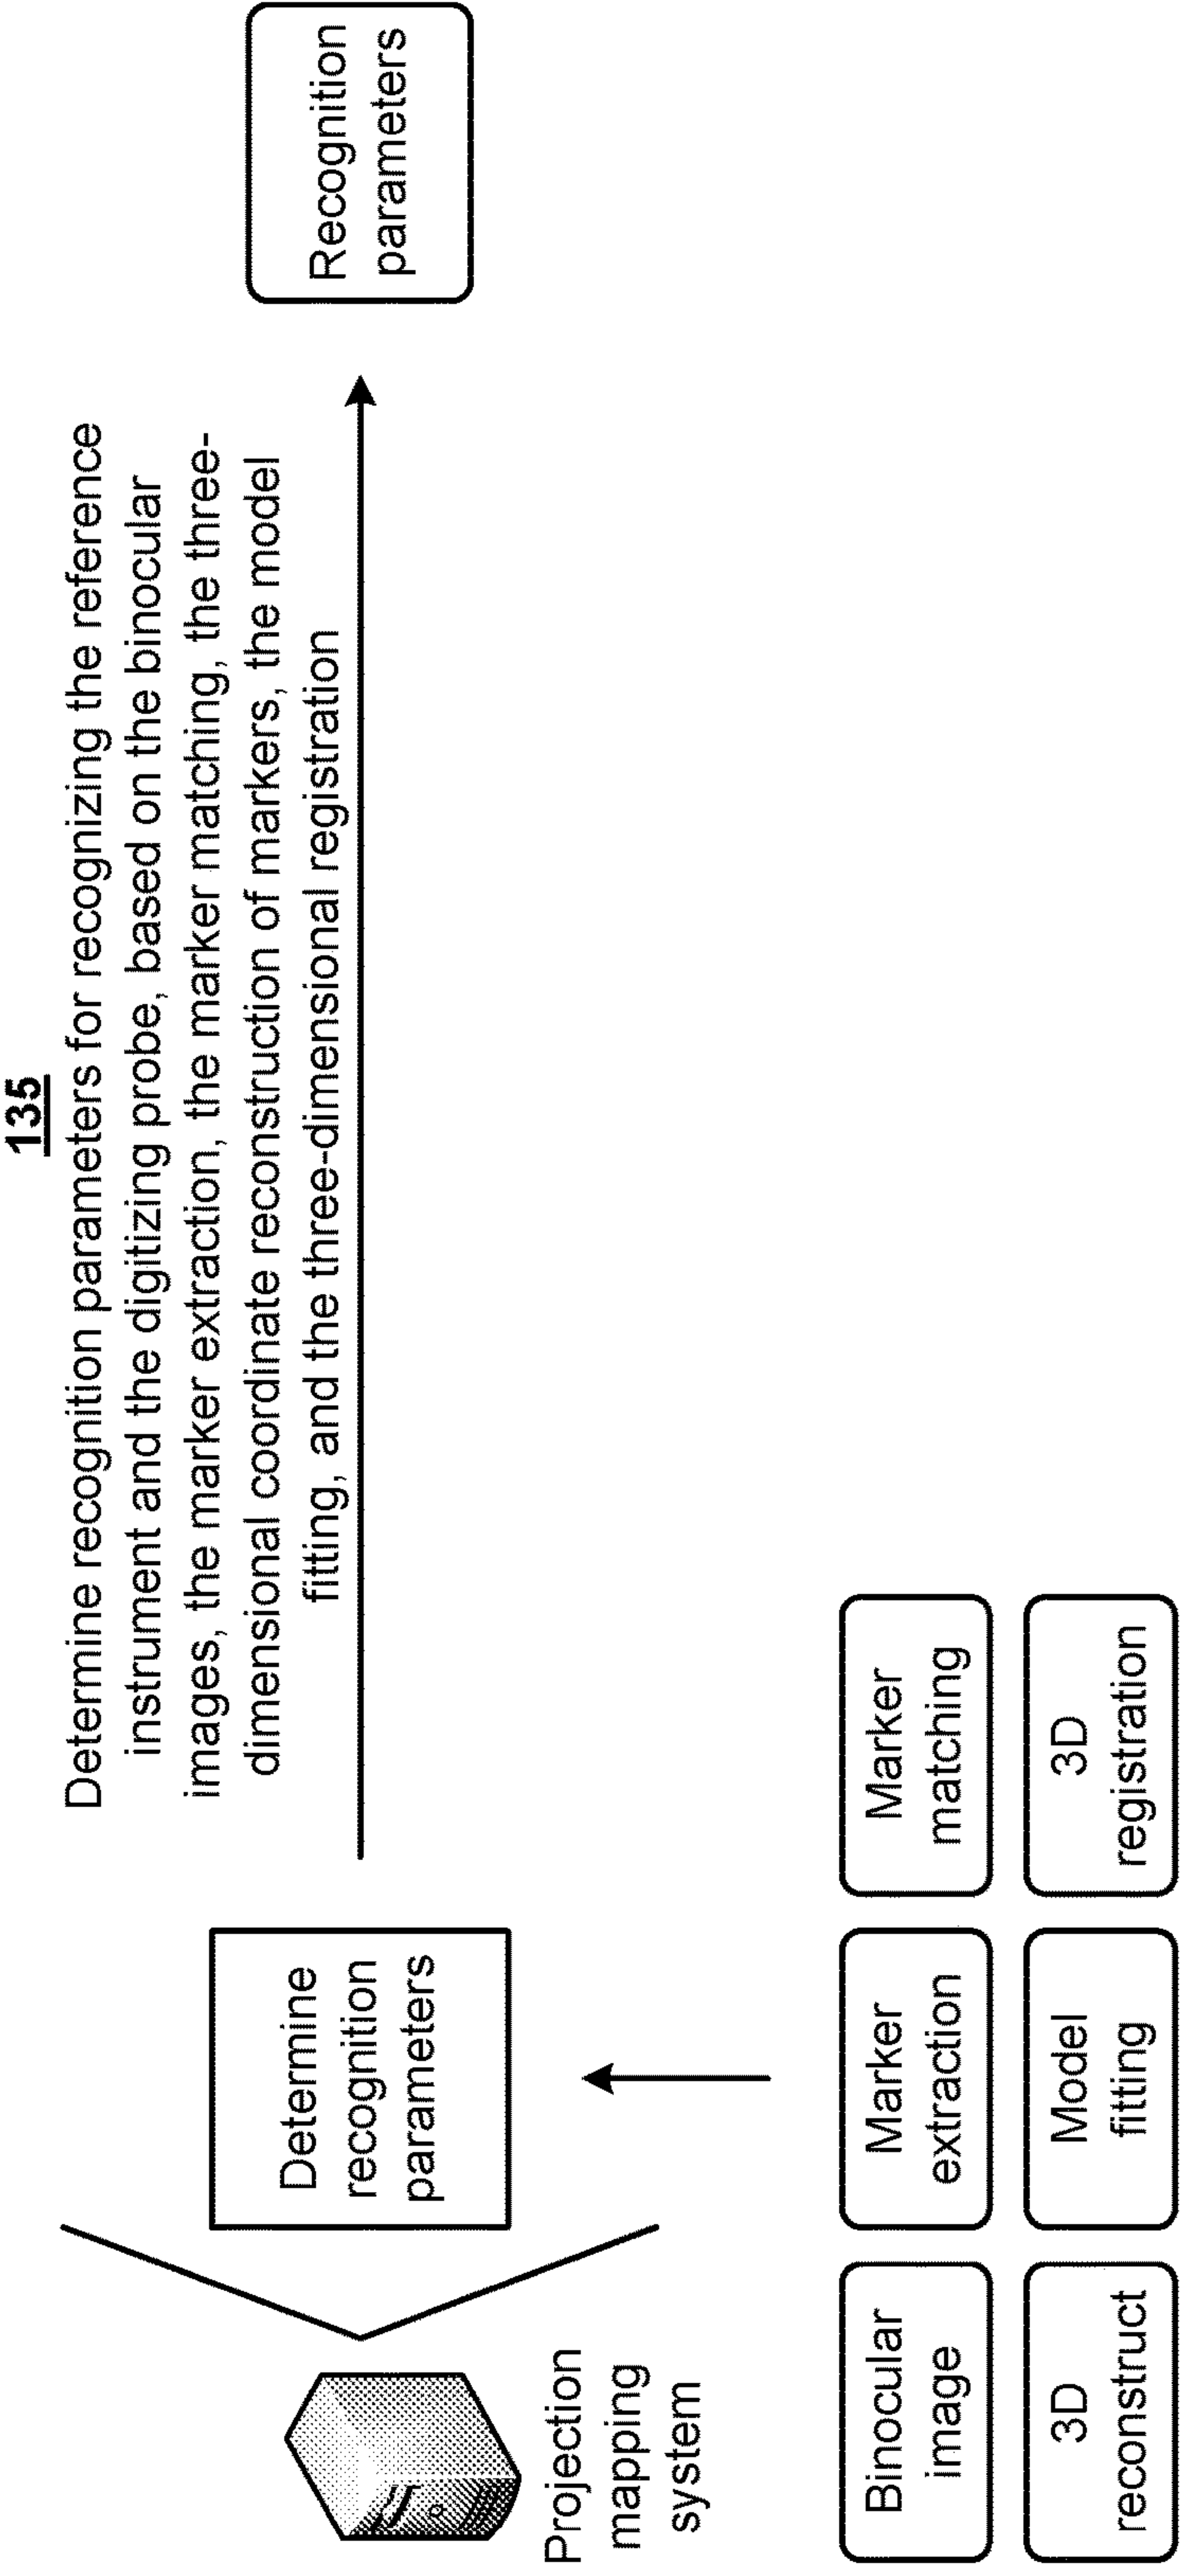 135
Determine recognition parameters for recognizing the reference
instrument and the digitizing probe, based on the binocular
images, the marker extraction, the marker matching, the three-
dimensional coordinate reconstruction of markers, the model
fitting, and the three-dimensional registration
Determine
recognition
parameters
Recognition
parameters
Projection
mapping
system
Binocular
image
Marker
extraction
Marker
matching
3D
reconstruct
Model
fitting
3D
registration